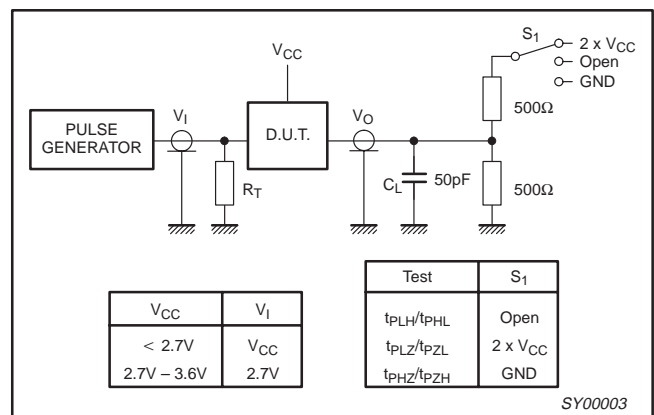 S1
2 x VCC
Open
GND
VCC
500Ω
PULSE
GENERATOR
VI
D.U.T.
VO
RT
CL
50pF
500Ω
VCC VI
< 2.7V VCC
2.7V – 3.6V 2.7V
Test S1
tPLH/tPHL Open
tPLZ/tPZL 2 x VCC
tPHZ/tPZH GND
SY00003